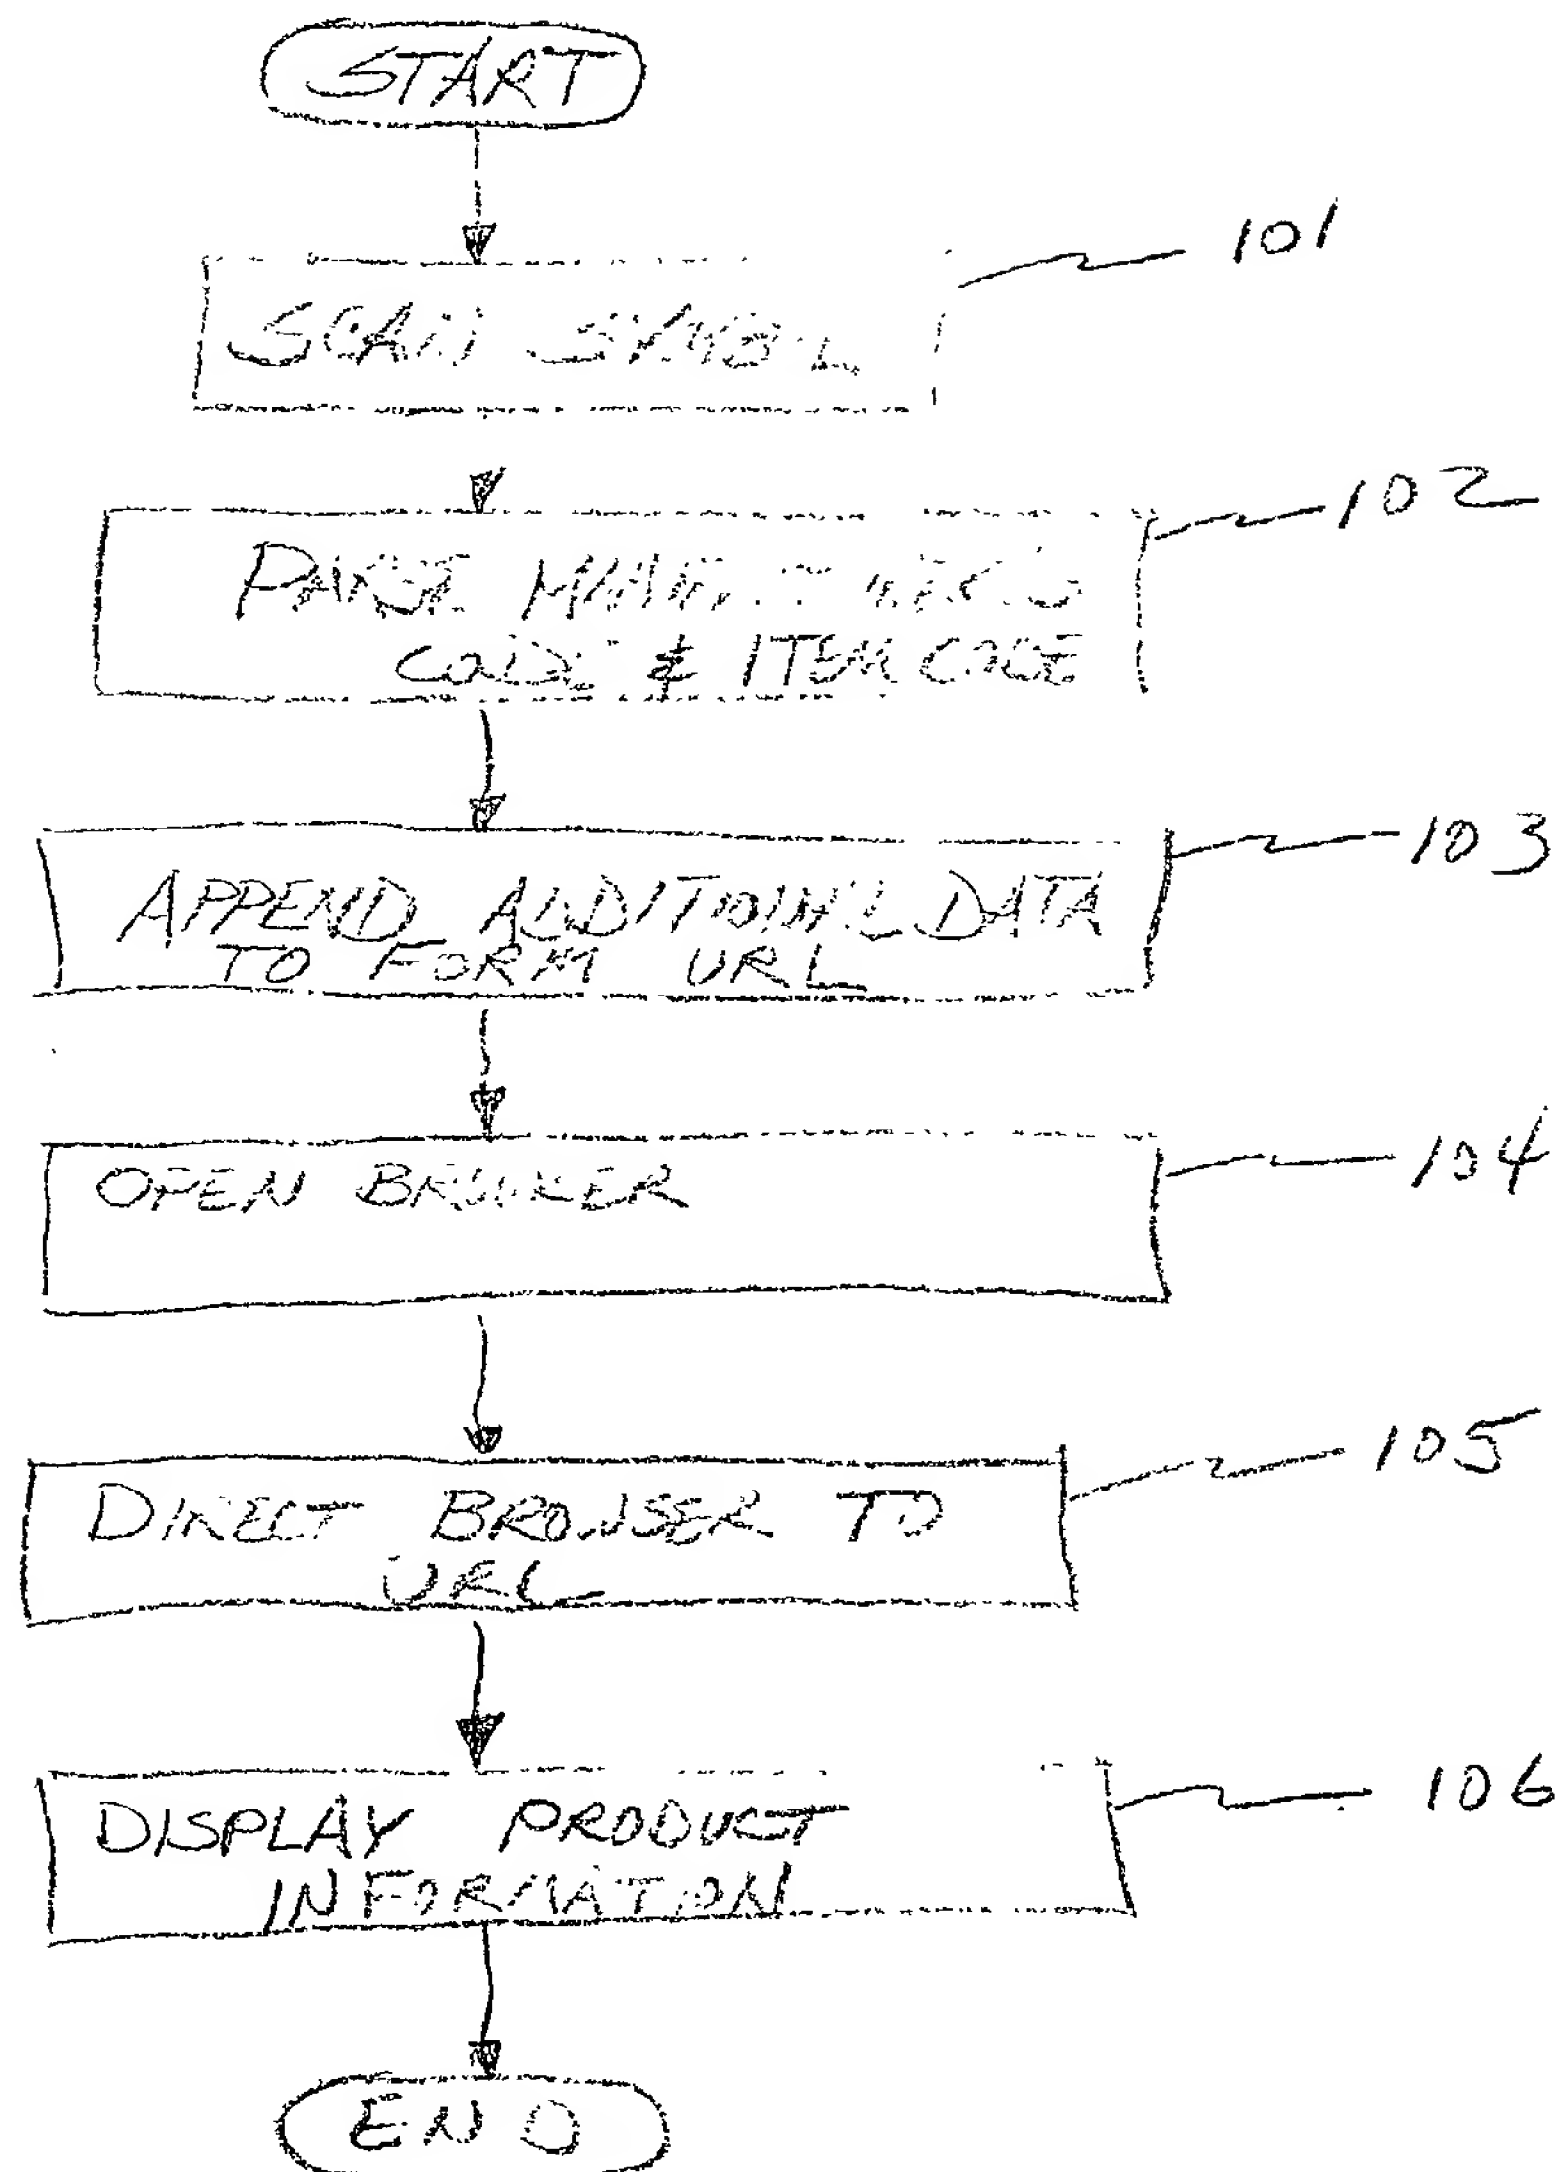 START
101
SCAN SYMBOL
102
PARSE
CODE & ITEM CODE
103
APPEND ADDITIONAL DATA
TO FORM URL
104
OPEN BROWSER
105
DIRECT BROWSER TO
URL
106
DISPLAY PRODUCT
INFORMATION
END